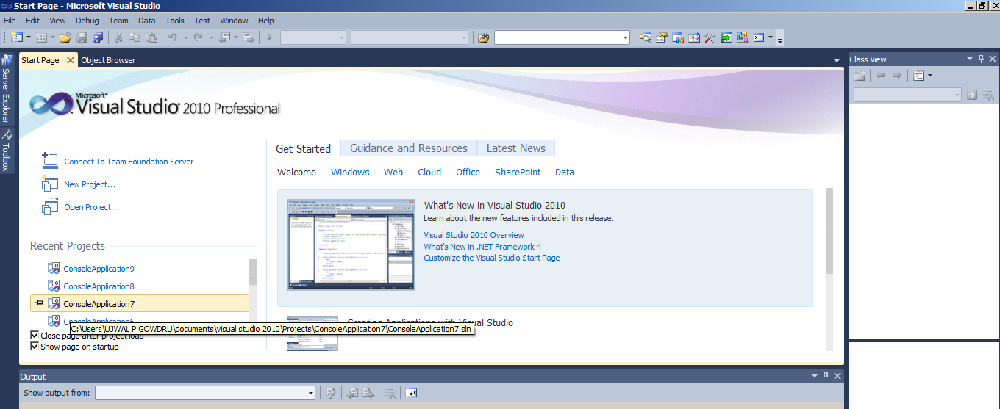 Start Page - Microsoft Visual Studio
File Edit View Debug Team Data Tools Test Window Help
Server Explorer
Toolbox
Start Page
Object Browser
Class View
Microsoft®
Visual Studio® 2010 Professional
Connect To Team Foundation Server
New Project...
Open Project...
Recent Projects
ConsoleApplication9
ConsoleApplication8
ConsoleApplication7
ConsoleApplication6
C:\Users\UJWAL P GOWDRU\documents\visual studio 2010\Projects\ConsoleApplication7\ConsoleApplication7.sln
Close page after project load
Show page on startup
Get Started Guidance and Resources Latest News
Welcome Windows Web Cloud Office SharePoint Data
What's New in Visual Studio 2010
Learn about the new features included in this release.
Visual Studio 2010 Overview
What's New in .NET Framework 4
Customize the Visual Studio Start Page
Creating Applications with Visual Studio
Output
Show output from: